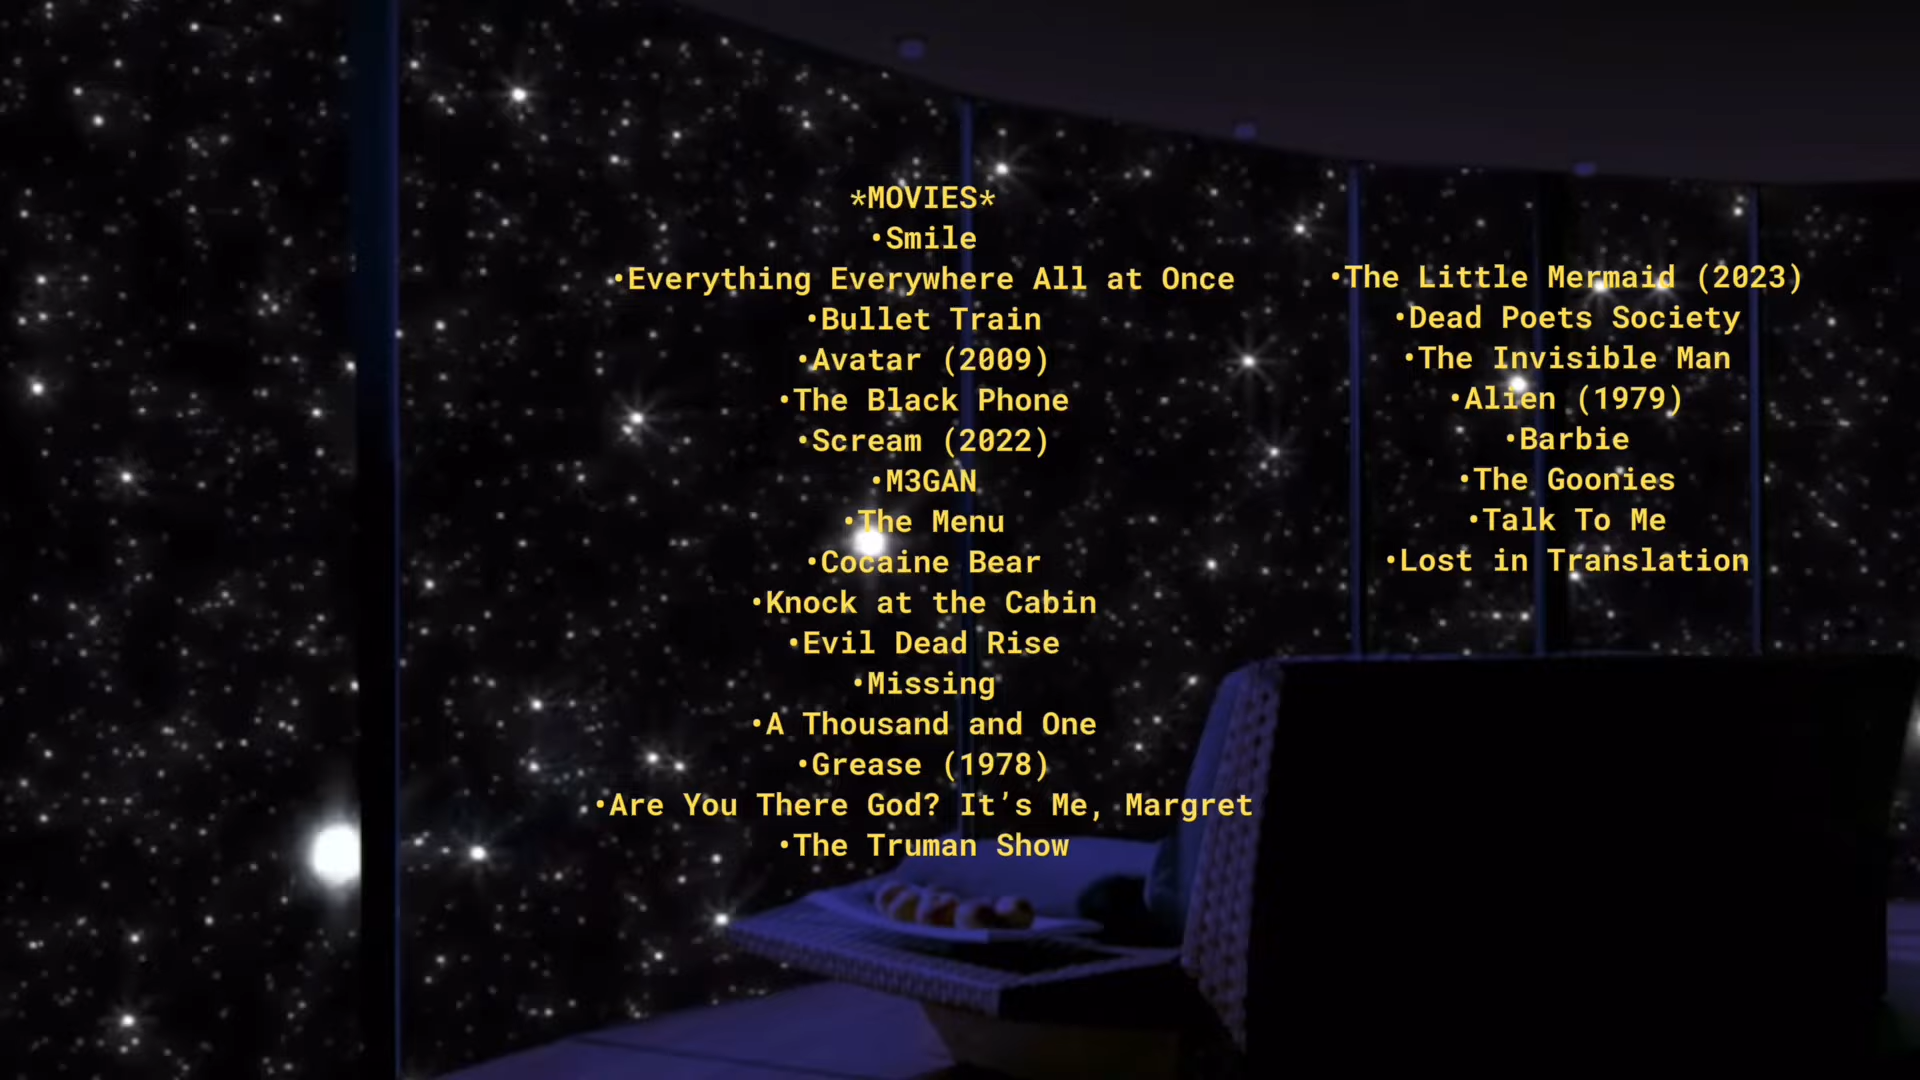 *MOVIES*
•Smile
•Everything Everywhere All at Once
•Bullet Train
•Avatar (2009)
•The Black Phone
•Scream (2022)
•M3GAN
•The Menu
•Cocaine Bear
•Knock at the Cabin
•Evil Dead Rise
•Missing
•A Thousand and One
•Grease (1978)
•Are You There God? It’s Me, Margret
•The Truman Show
•The Little Mermaid (2023)
•Dead Poets Society
•The Invisible Man
•Alien (1979)
•Barbie
•The Goonies
•Talk To Me
•Lost in Translation